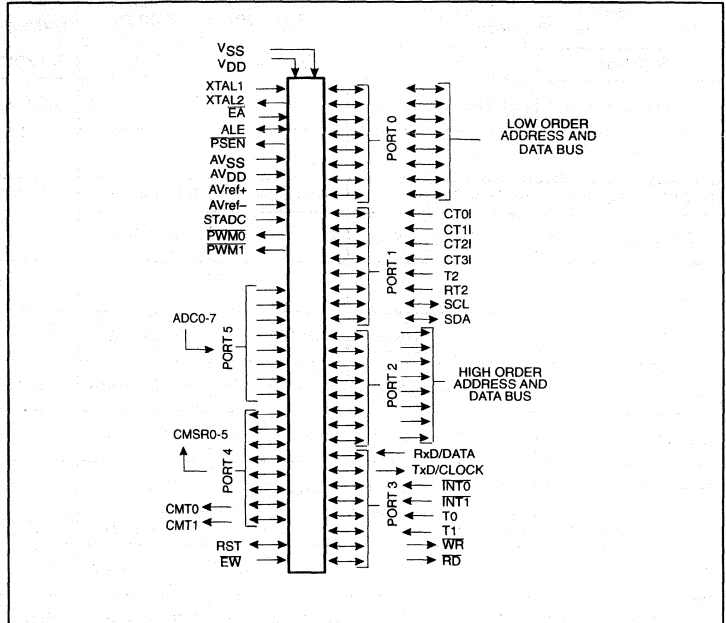 VSS
VDD
XTAL1
XTAL2
EA
ALE
PSEN
AVSS
AVDD
AVref+
AVref–
STADC
PWM0
PWM1
ADC0-7
PORT 5
CMSR0-5
PORT 4
CMT0
CMT1
RST
EW
PORT 0
LOW ORDER
ADDRESS AND
DATA BUS
PORT 1
CT0I
CT1I
CT2I
CT3I
T2
RT2
SCL
SDA
PORT 2
HIGH ORDER
ADDRESS AND
DATA BUS
PORT 3
RxD/DATA
TxD/CLOCK
INT0
INT1
T0
T1
WR
RD